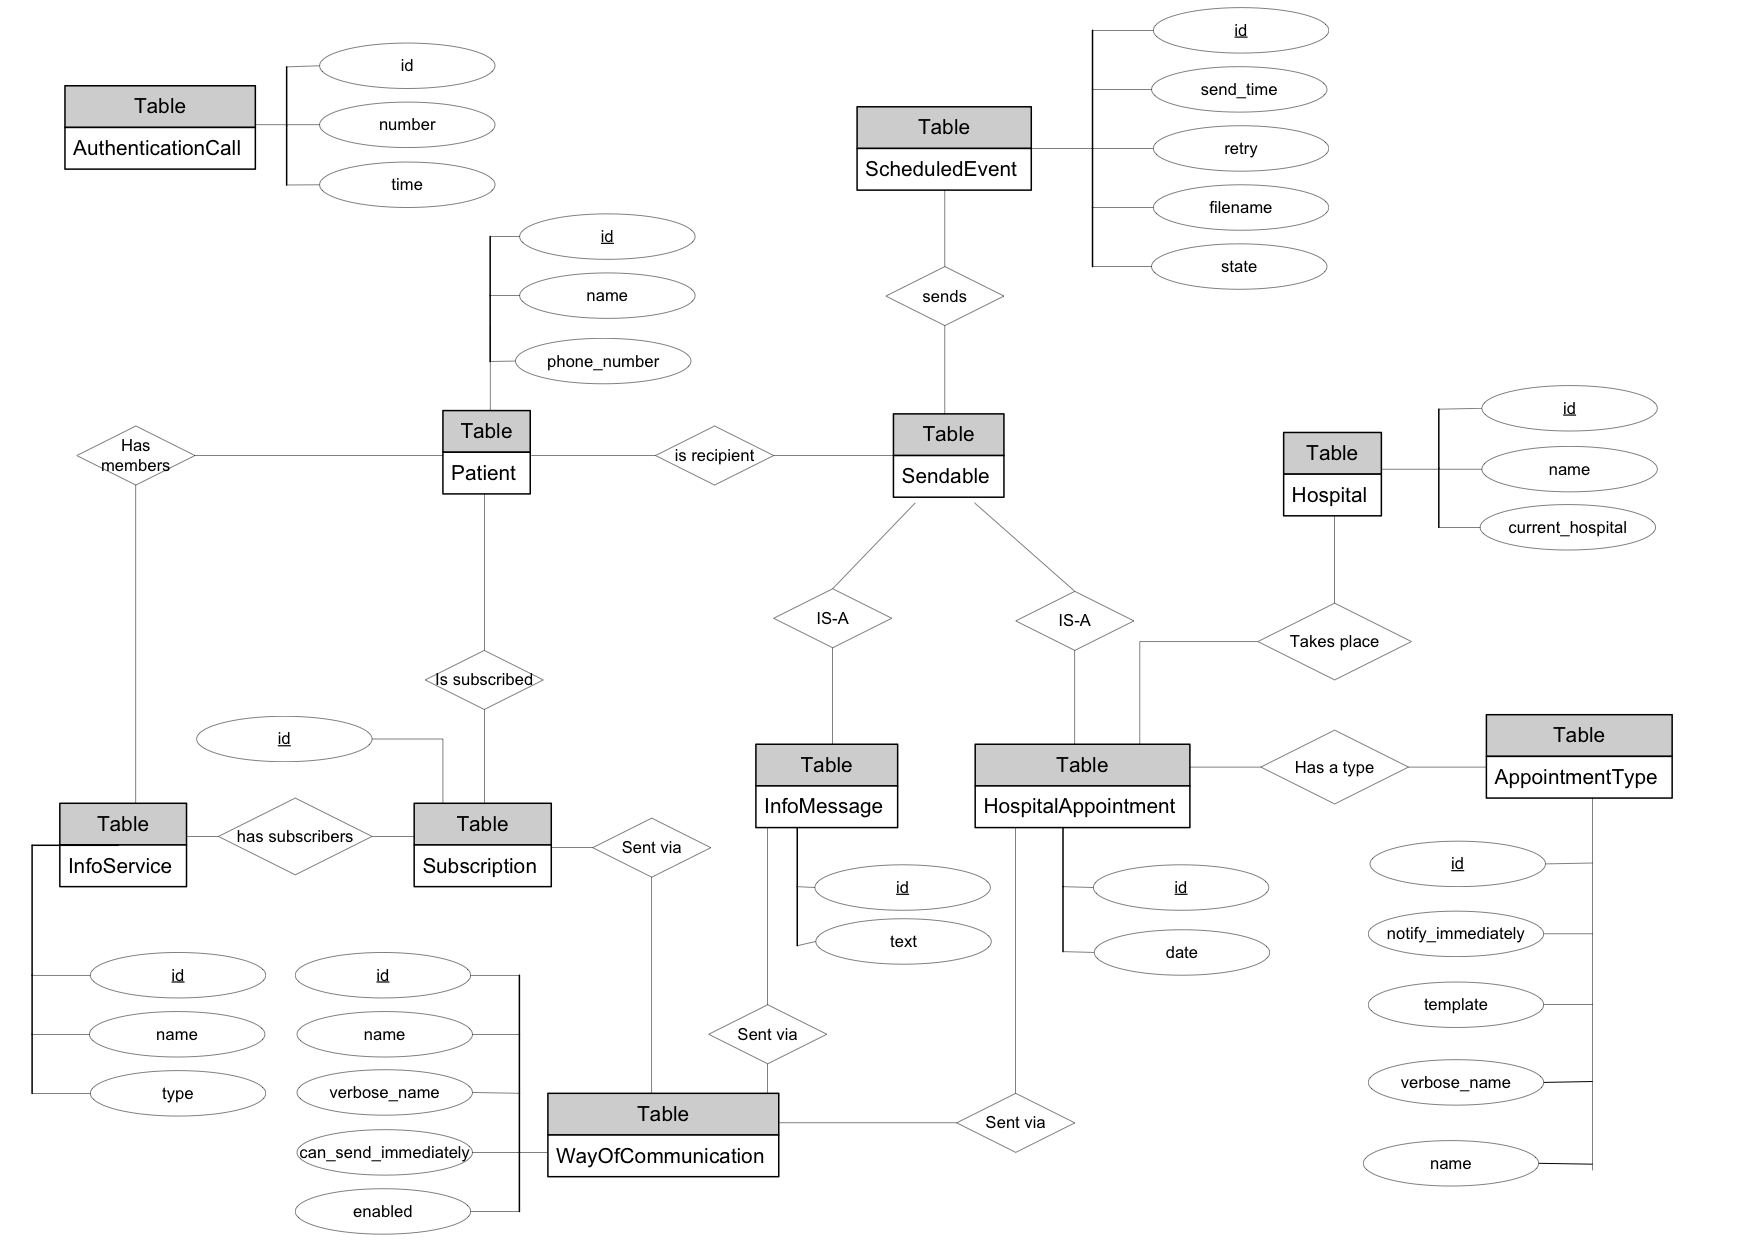 id
Table
AuthenticationCall
id
number
time
Table
ScheduledEvent
send_time
retry
filename
state
id
name
phone_number
sends
Has
members
Table
Patient
is recipient
Table
Sendable
Table
Hospital
id
name
current_hospital
IS-A
IS-A
Takes place
Is subscribed
id
Table
InfoService
has subscribers
Table
Subscription
Sent via
Table
InfoMessage
Table
HospitalAppointment
Has a type
Table
AppointmentType
id
text
id
date
id
notify_immediately
template
verbose_name
name
id
name
type
id
name
verbose_name
can_send_immediately
enabled
Sent via
Table
WayOfCommunication
Sent via